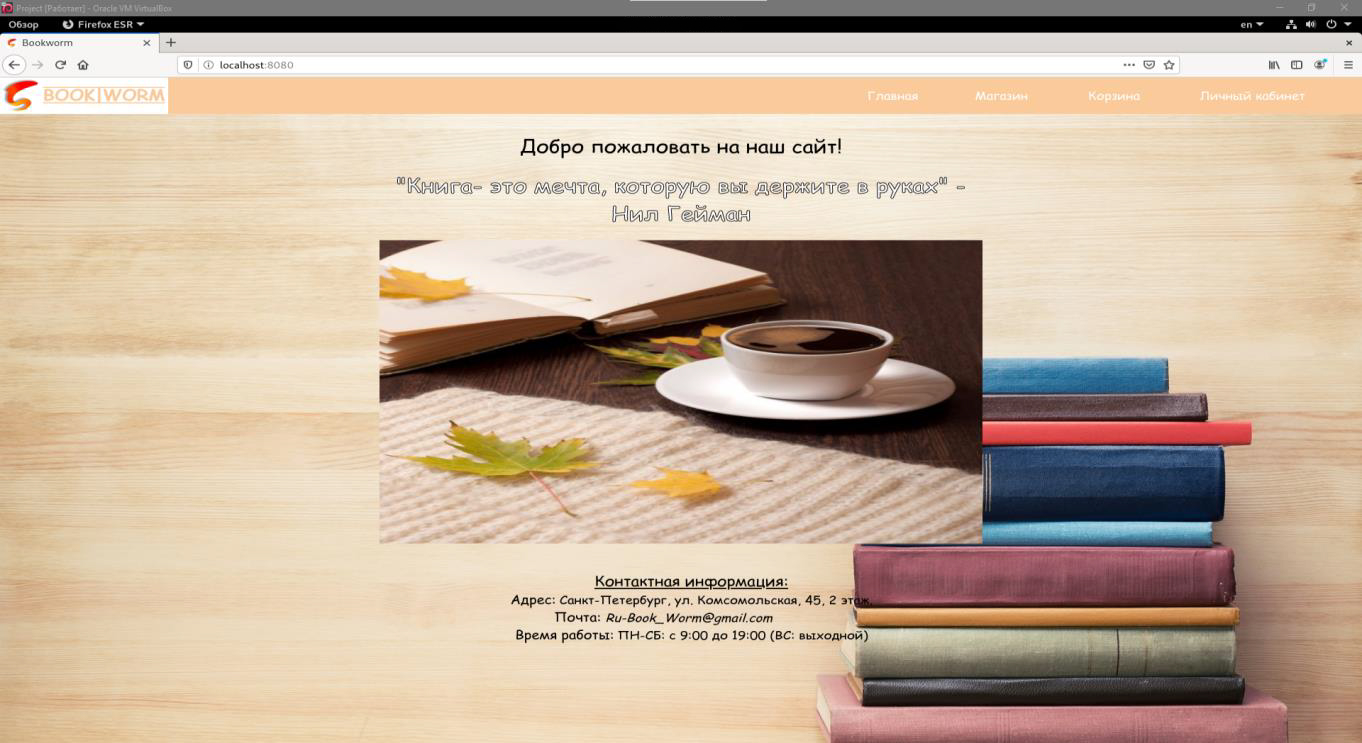 Project [Работает] - Oracle VM VirtualBox
Обзор Firefox ESR en
Bookworm
localhost:8080
BOOK|WORM Главная Магазин Корзина Личный кабинет
Добро пожаловать на наш сайт!
"Книга- это мечта, которую вы держите в руках" -
Нил Гейман
Контактная информация:
Адрес: Санкт-Петербург, ул. Комсомольская, 45, 2 этаж.
Почта: Ru-Book_Worm@gmail.com
Время работы: ПН-СБ: с 9:00 до 19:00 (ВС: выходной)